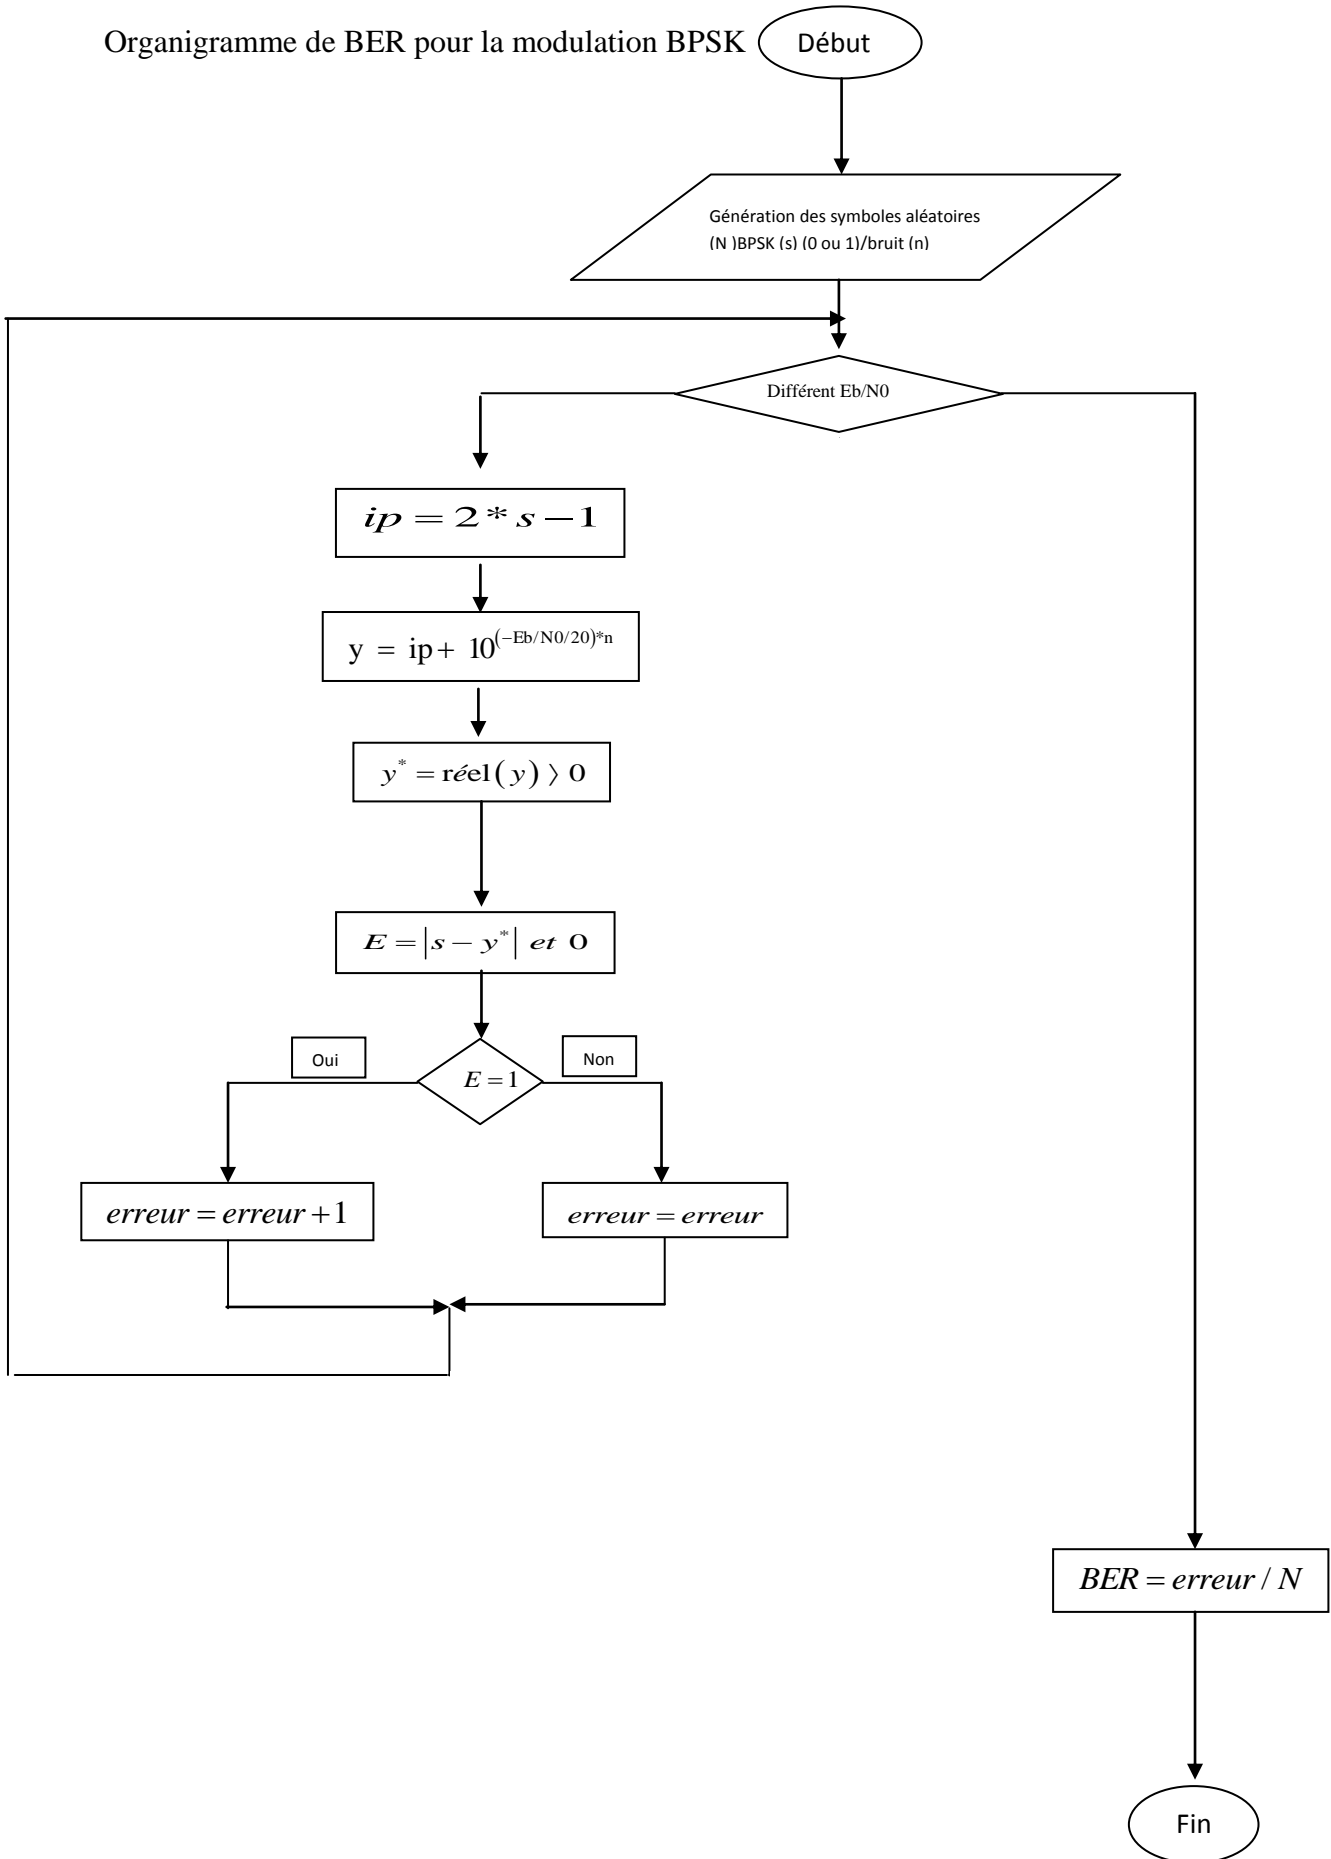 Organigramme de BER pour la modulation BPSK
Début
Génération des symboles aléatoires
(N )BPSK (s) (0 ou 1)/bruit (n)
Différent Eb/N0
ip = 2 * s − 1
y = ip + 10^(−Eb/N0/20)*n
y* = réel( y ) 〉 0
E = |s − y*| et 0
Oui
Non
E = 1
erreur = erreur + 1
erreur = erreur
BER = erreur / N
Fin